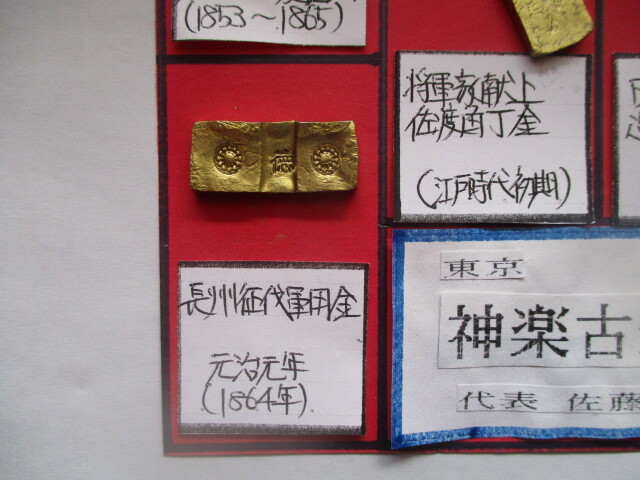 (1853～1865)
将軍家献上
佐渡角丁金
(江戸時代初期)
長州征伐軍用金
元治元年
(1864年)
東京
神楽古
代表 佐藤